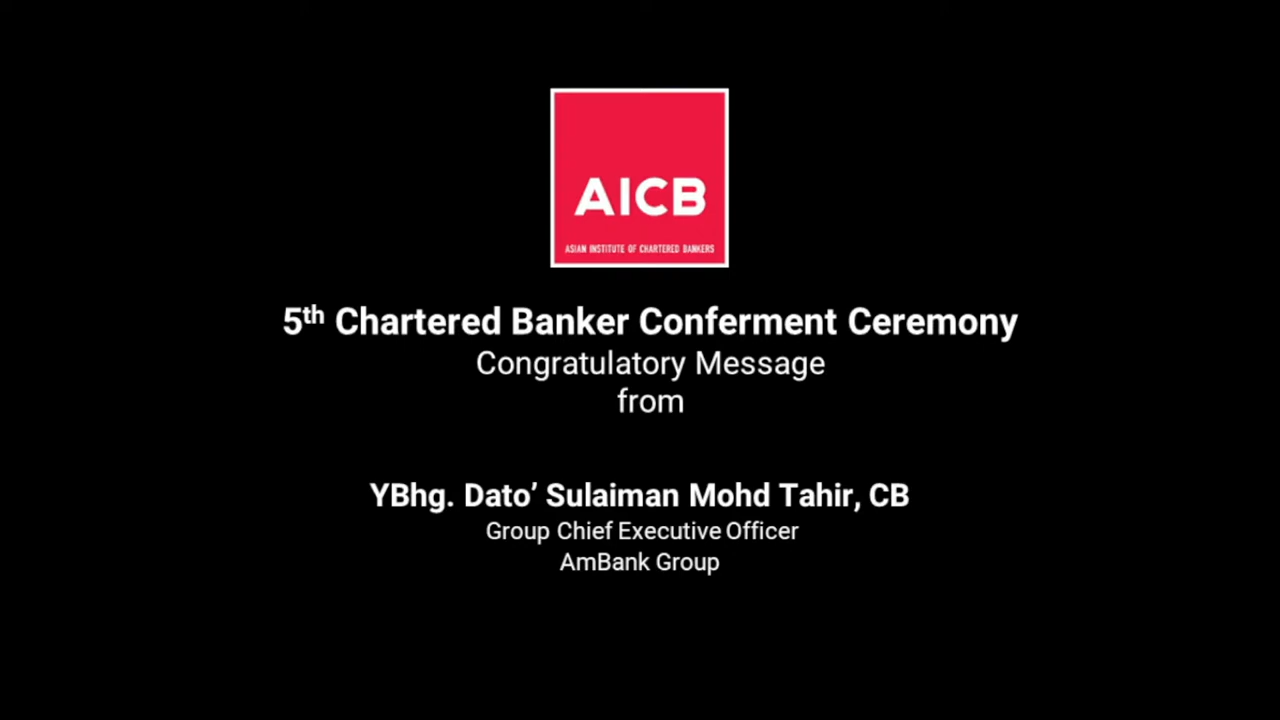 AICB
ASIAN INSTITUTE OF CHARTERED BANKERS
5th Chartered Banker Conferment Ceremony
Congratulatory Message
from
YBhg. Dato’ Sulaiman Mohd Tahir, CB
Group Chief Executive Officer
AmBank Group